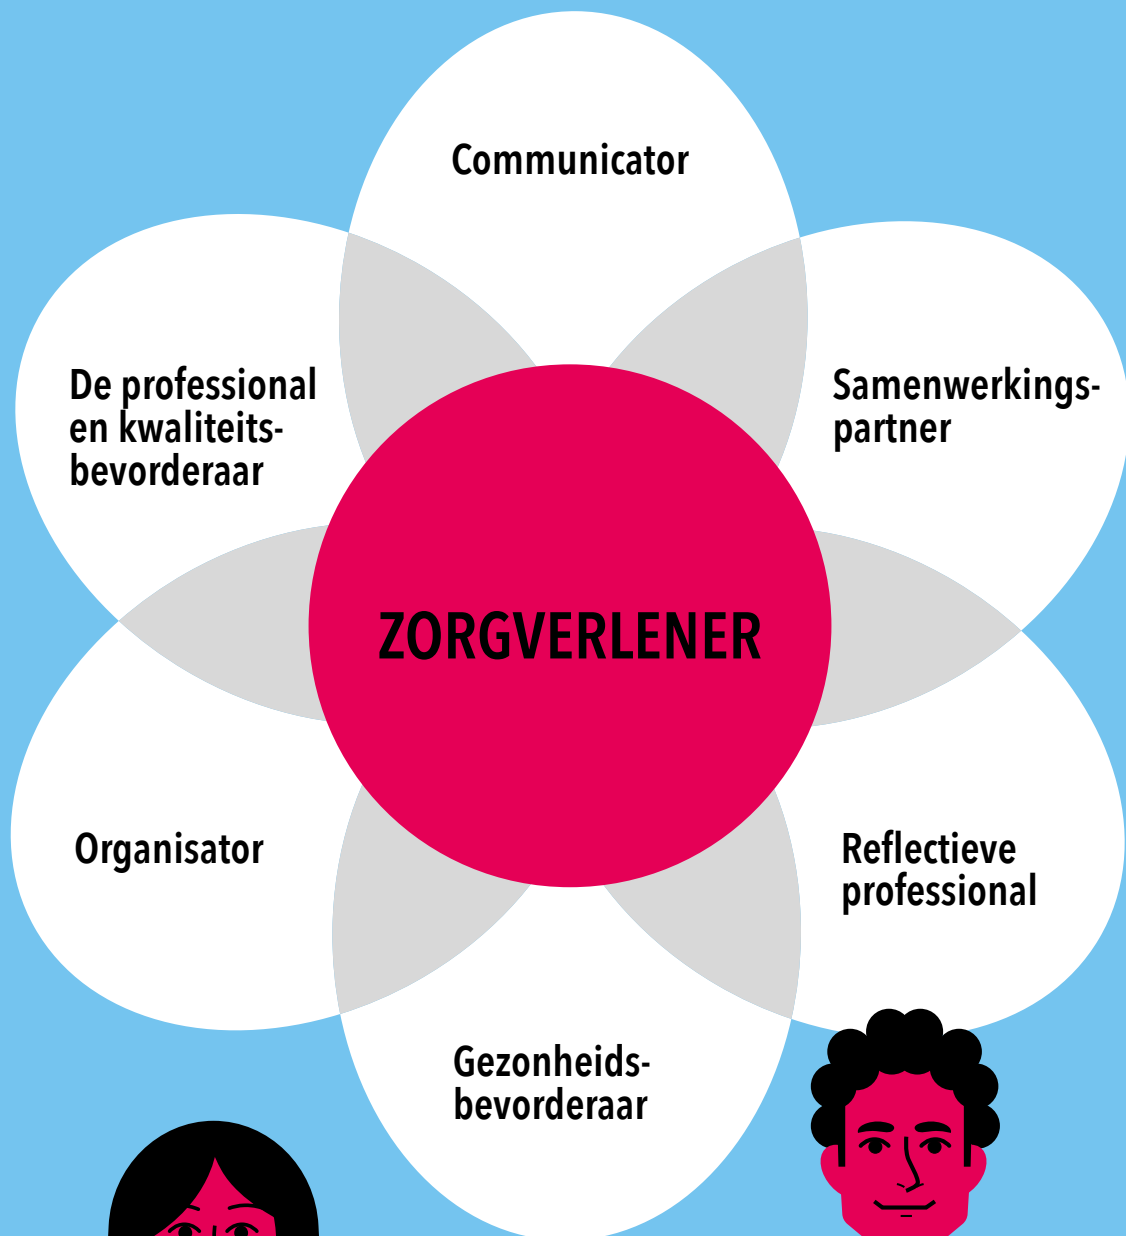 Communicator
De professional
en kwaliteits-
bevorderaar
Samenwerkings-
partner
ZORGVERLENER
Organisator
Reflectieve
professional
Gezonheids-
bevorderaar